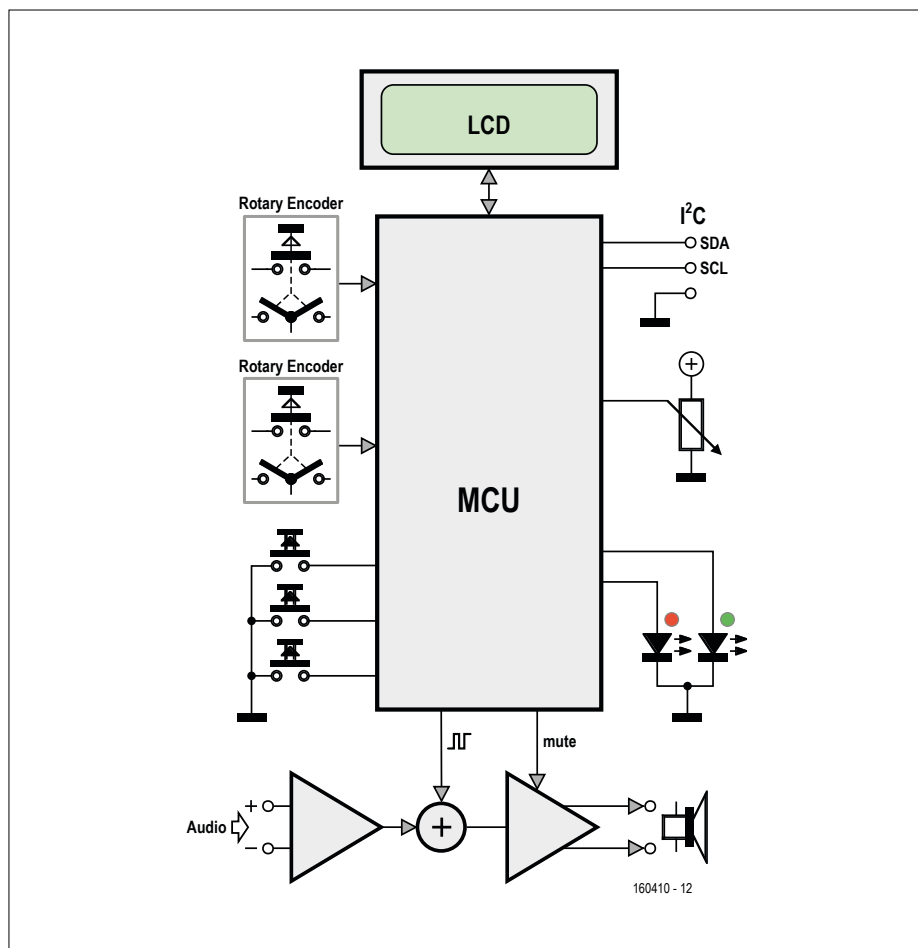 LCD
Rotary Encoder
I²C
SDA
SCL
Rotary Encoder
MCU
mute
+
+
Audio
−
+
160410 - 12